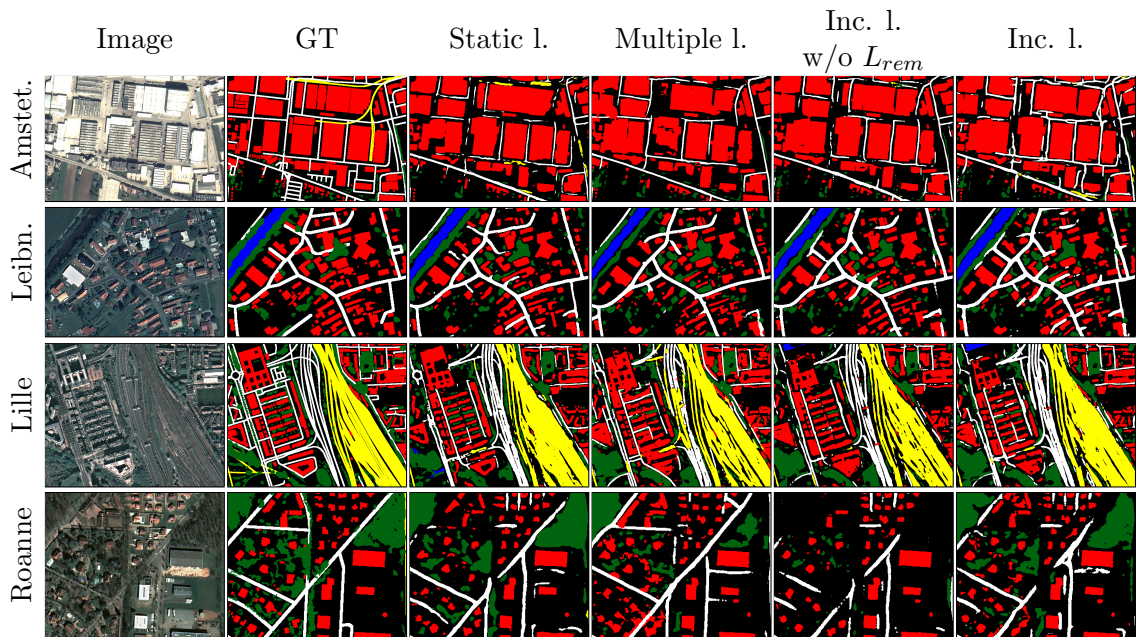 Image GT Static l. Multiple l. Inc. l. w/o L_rem Inc. l.
Amstet.
Leibn.
Lille
Roanne